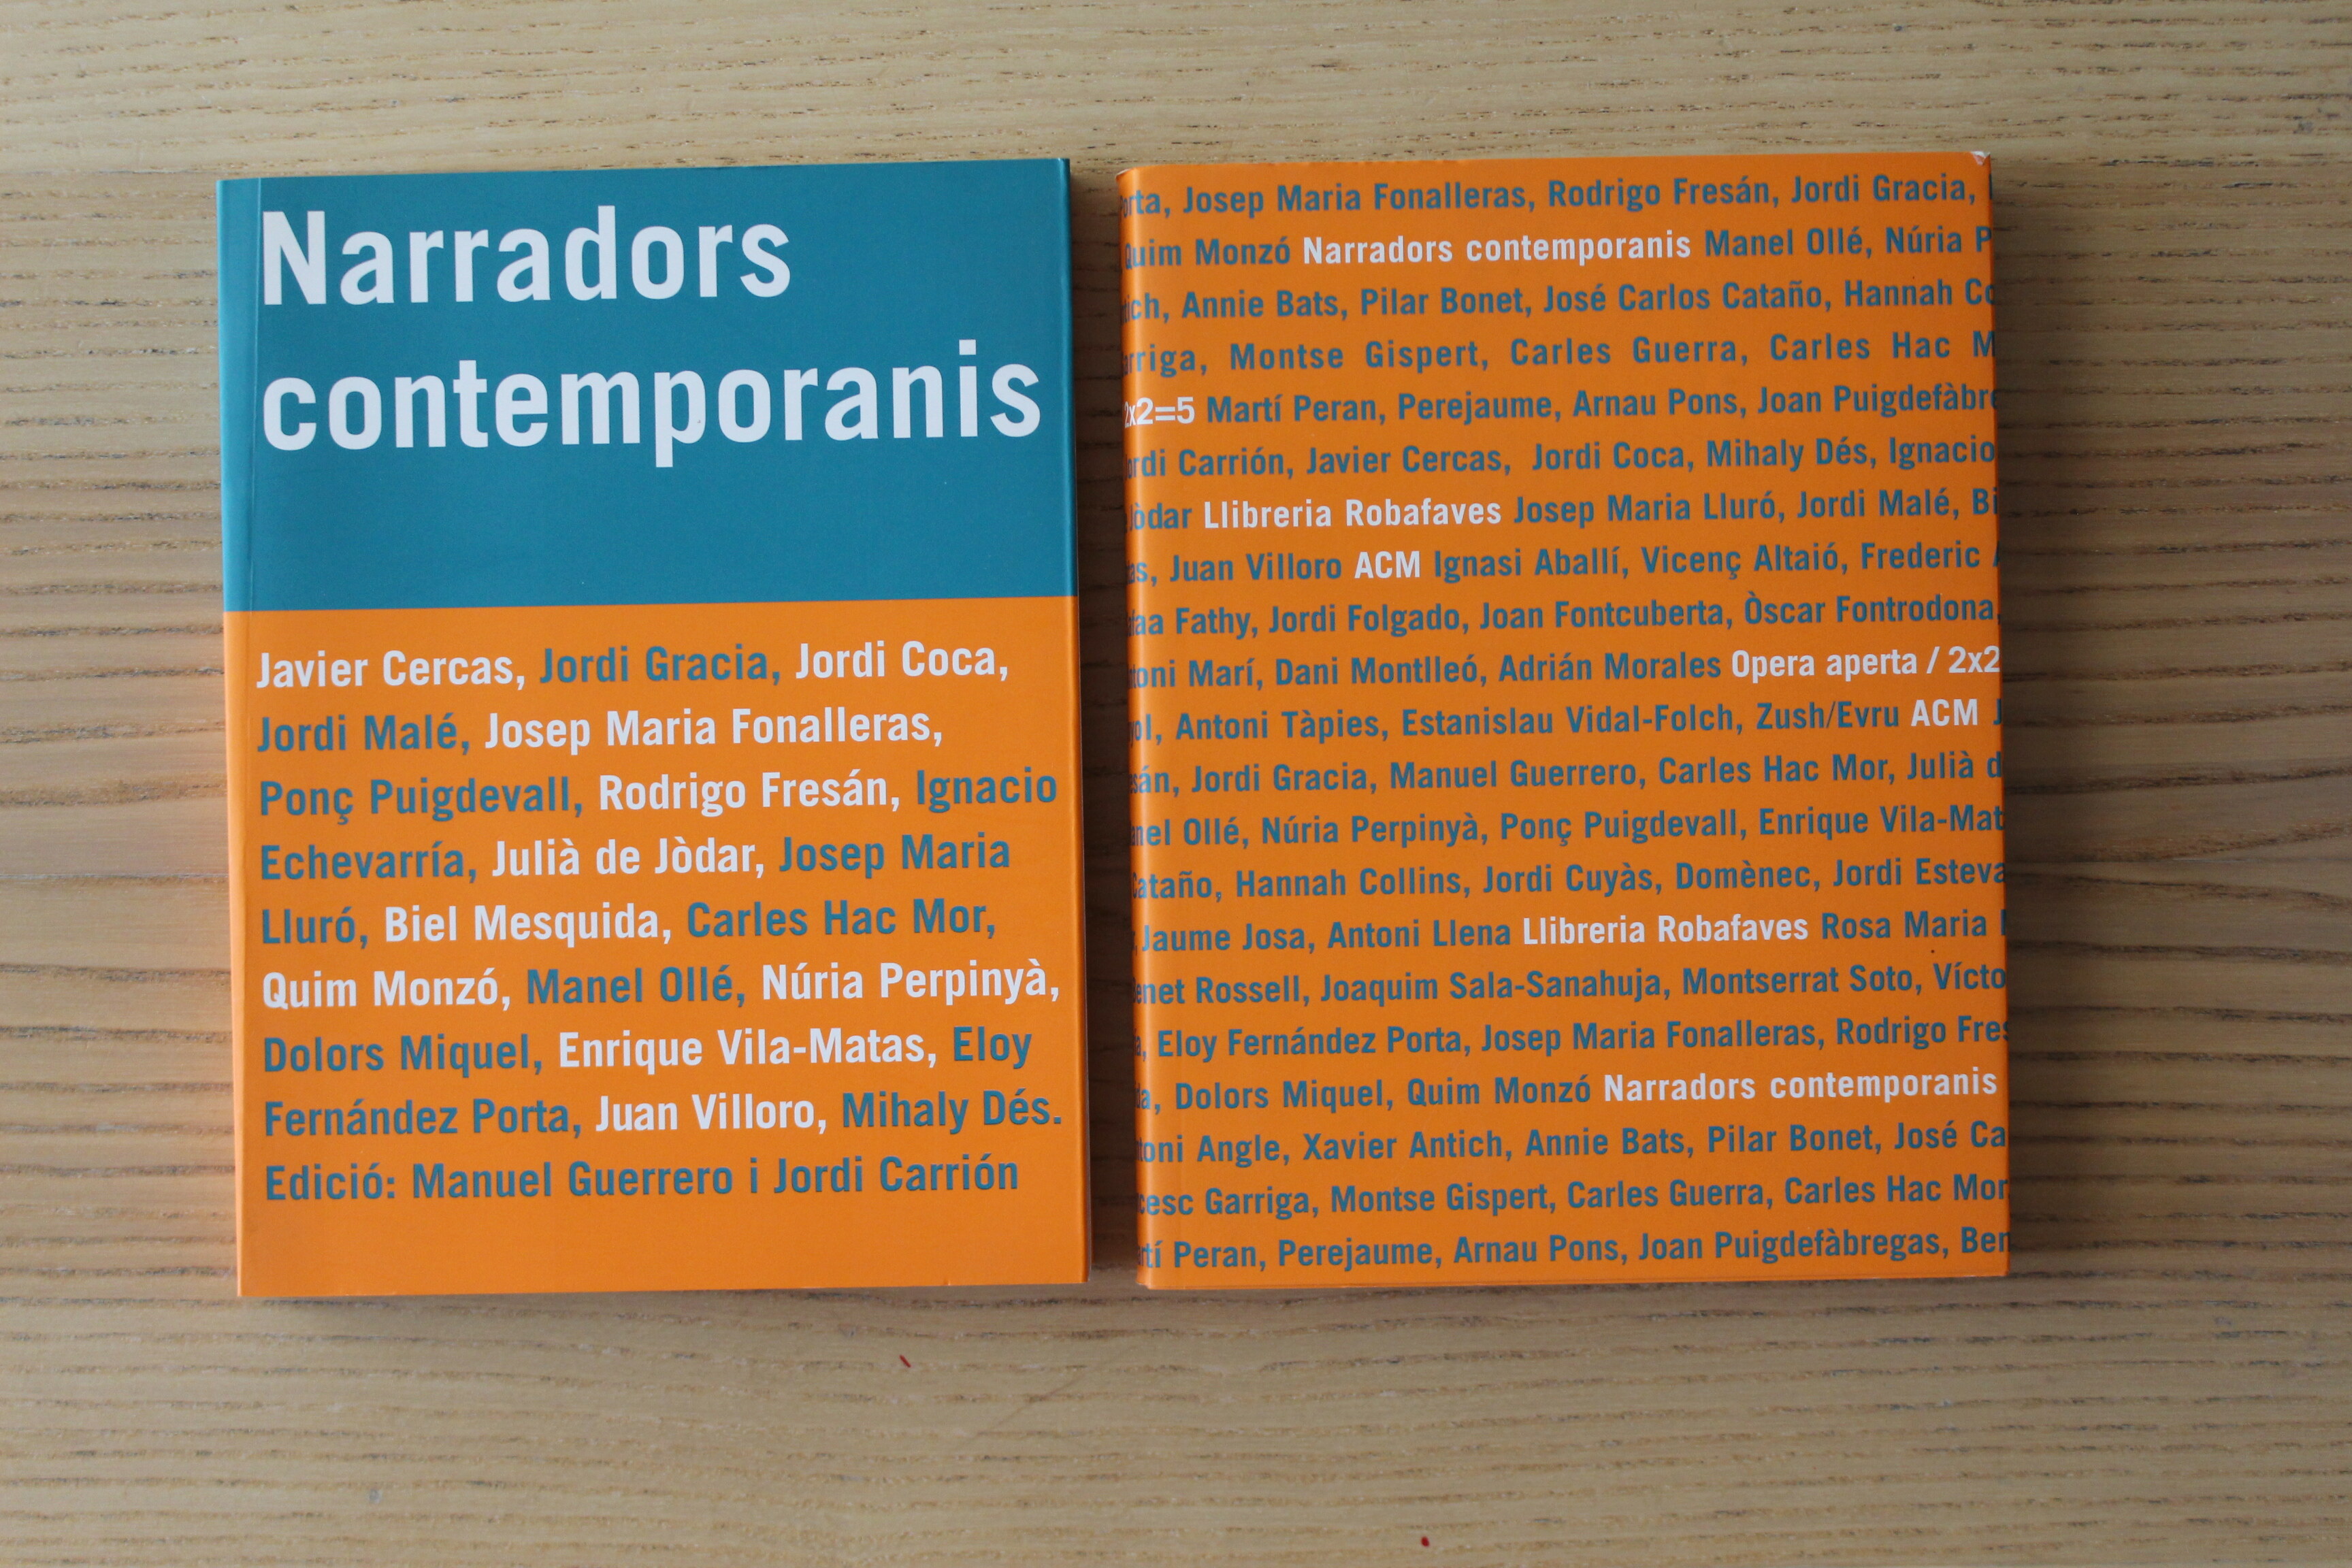 Narradors
contemporanis
Javier Cercas, Jordi Gracia, Jordi Coca,
Jordi Malé, Josep Maria Fonalleras,
Ponç Puigdevall, Rodrigo Fresán, Ignacio
Echevarría, Julià de Jòdar, Josep Maria
Lluró, Biel Mesquida, Carles Hac Mor,
Quim Monzó, Manel Ollé, Núria Perpinyà,
Dolors Miquel, Enrique Vila-Matas, Eloy
Fernández Porta, Juan Villoro, Mihaly Dés.
Edició: Manuel Guerrero i Jordi Carrión
Josep Maria Fonalleras, Rodrigo Fresán, Jordi Gracia,
Quim Monzó Narradors contemporanis Manel Ollé, Núria
Annie Bats, Pilar Bonet, José Carlos Cataño, Hannah
Montse Gispert, Carles Guerra, Carles Hac
2x2=5 Martí Peran, Perejaume, Arnau Pons, Joan
Carrión, Javier Cercas, Jordi Coca, Mihaly Dés, Ignacio
Llibreria Robafaves Josep Maria Lluró, Jordi Malé,
Juan Villoro ACM Ignasi Aballí, Vicenç Altaió, Frederic
Fathy, Jordi Folgado, Joan Fontcuberta, Òscar Fontrodona,
Marí, Dani Montlleó, Adrián Morales Opera aperta / 2x2
Antoni Tàpies, Estanislau Vidal-Folch, Zush/Evru ACM
Jordi Gracia, Manuel Guerrero, Carles Hac Mor, Julià
Ollé, Núria Perpinyà, Ponç Puigdevall, Enrique
Cataño, Hannah Collins, Jordi Cuyàs, Domènec, Jordi
Jaume Josa, Antoni Llena Llibreria Robafaves Rosa Maria
Rossell, Joaquim Sala-Sanahuja, Montserrat Soto,
Eloy Fernández Porta, Josep Maria Fonalleras, Rodrigo
Dolors Miquel, Quim Monzó Narradors contemporanis
Angle, Xavier Antich, Annie Bats, Pilar Bonet, José
Garriga, Montse Gispert, Carles Guerra, Carles Hac Mor
Peran, Perejaume, Arnau Pons, Joan Puigdefàbregas,